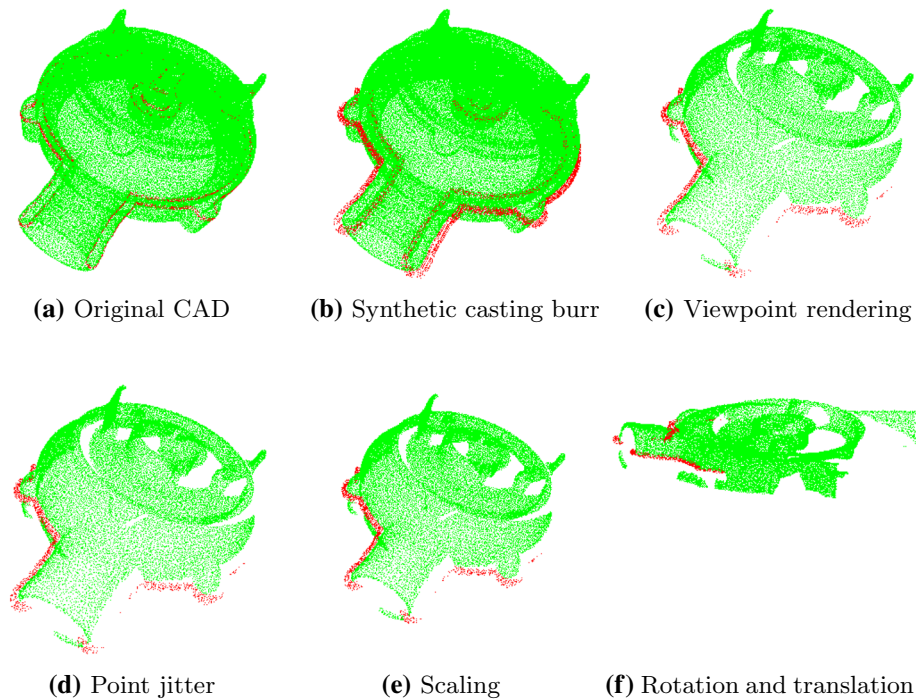 (a) Original CAD
(b) Synthetic casting burr
(c) Viewpoint rendering
(d) Point jitter
(e) Scaling
(f) Rotation and translation